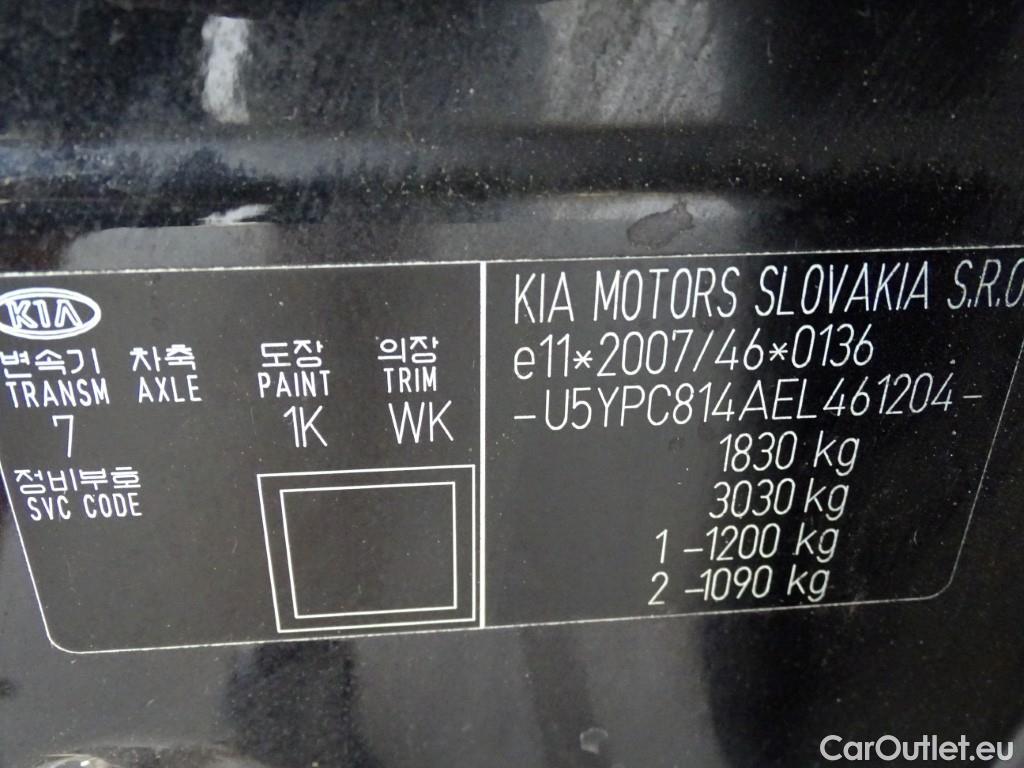 KIA
변속기 차축 도장 의장
TRANSM AXLE PAINT TRIM
7 1K WK
정비부호
SVC CODE
KIA MOTORS SLOVAKIA S.R.O
e11*2007/46*0136
-U5YPC814AEL461204-
1830 kg
3030 kg
1 -1200 kg
2 -1090 kg
CarOutlet.eu